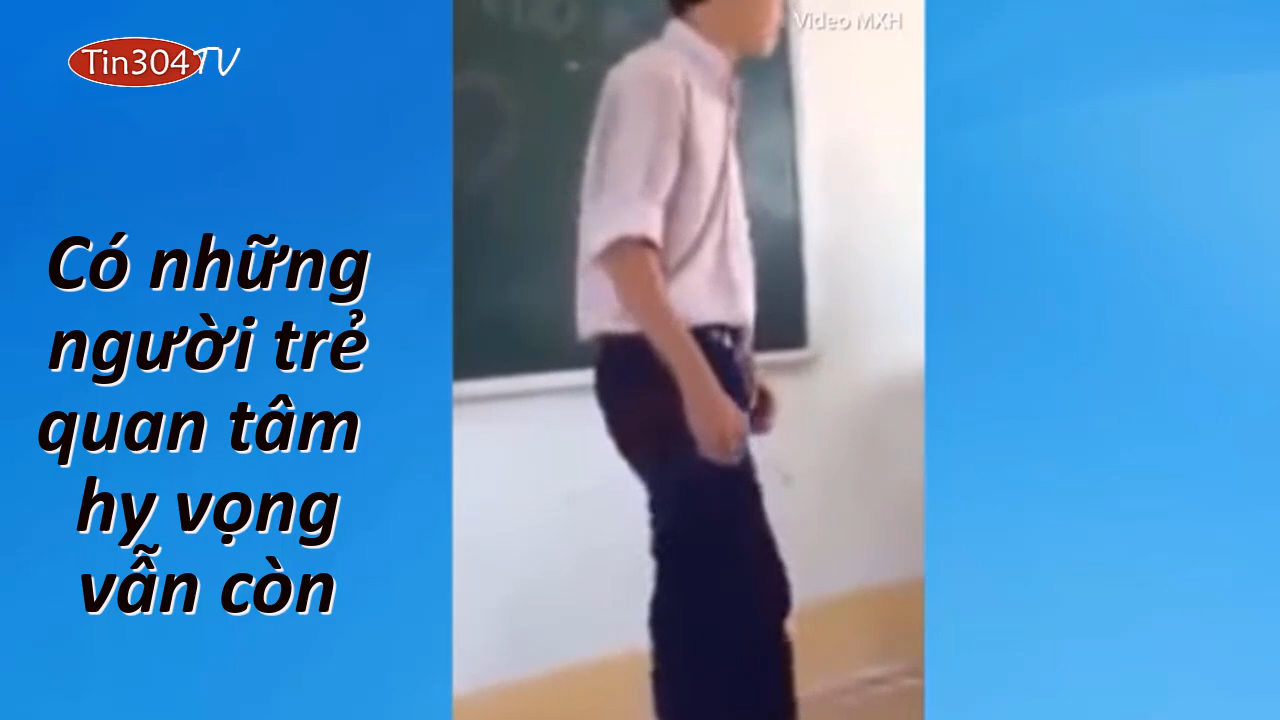 Tin304TV
Video MXH
Có những
người trẻ
quan tâm
hy vọng
vẫn còn